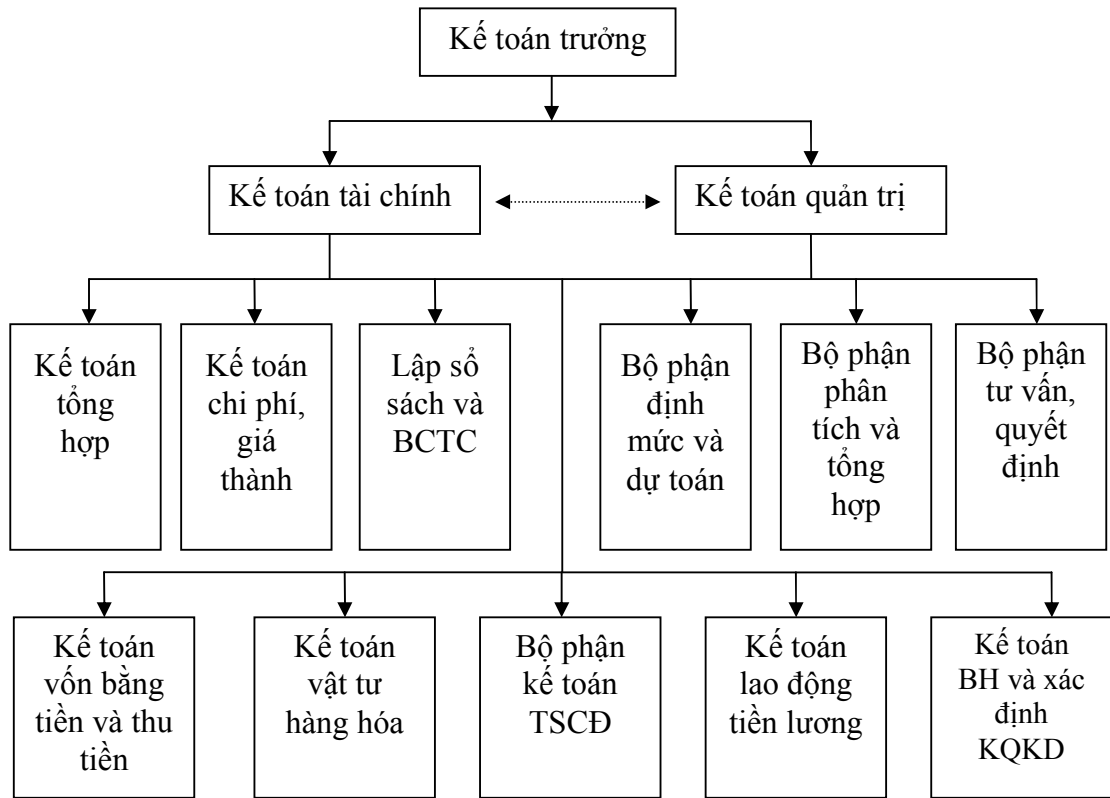 Kế toán trưởng
Kế toán tài chính
Kế toán quản trị
Kế toán
tổng
hợp
Kế toán
chi phí,
giá
thành
Lập sổ
sách và
BCTC
Bộ phận
định
mức và
dự toán
Bộ phận
phân
tích và
tổng
hợp
Bộ phận
tư vấn,
quyết
định
Kế toán
vốn bằng
tiền và thu
tiền
Kế toán
vật tư
hàng hóa
Bộ phận
kế toán
TSCĐ
Kế toán
lao động
tiền lương
Kế toán
BH và xác
định
KQKD